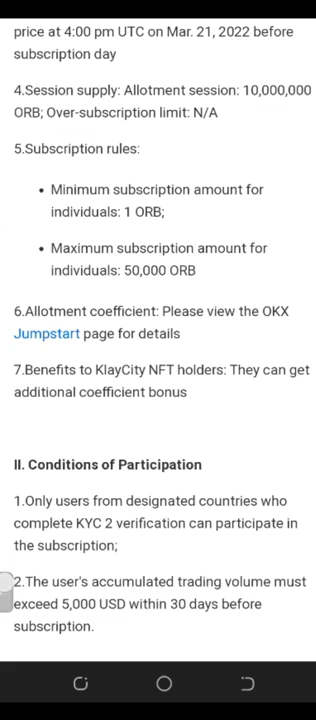 price at 4:00 pm UTC on Mar. 21, 2022 before
subscription day
4.Session supply: Allotment session: 10,000,000
ORB; Over-subscription limit: N/A
5.Subscription rules:
• Minimum subscription amount for
individuals: 1 ORB;
• Maximum subscription amount for
individuals: 50,000 ORB
6.Allotment coefficient: Please view the OKX
Jumpstart page for details
7.Benefits to KlayCity NFT holders: They can get
additional coefficient bonus
II. Conditions of Participation
1.Only users from designated countries who
complete KYC 2 verification can participate in
the subscription;
2.The user's accumulated trading volume must
exceed 5,000 USD within 30 days before
subscription.